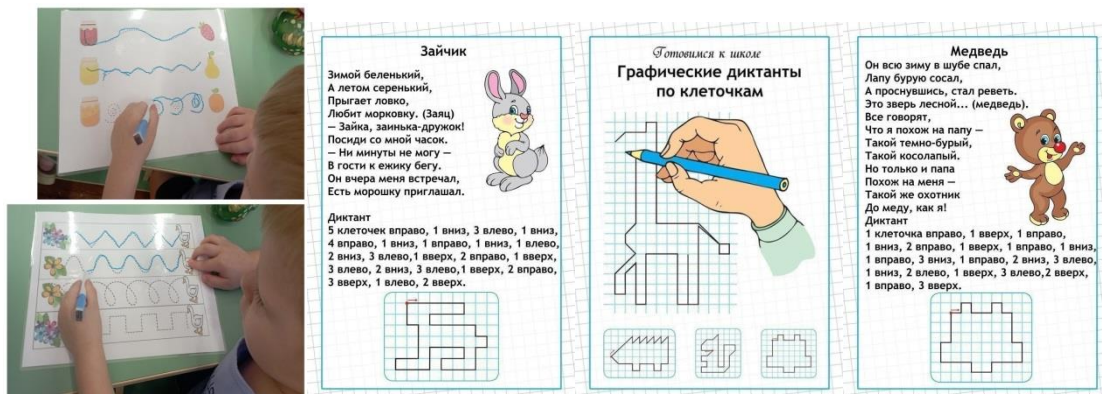 Зайчик
Зимой беленький,
А летом серенький,
Прыгает ловко,
Любит морковку. (Заяц)
— Зайка, заинька-дружок!
Посиди со мной часок.
— Ни минуты не могу —
В гости к ежику бегу.
Он вчера меня встречал,
Есть морошку приглашал.
Диктант
5 клеточек вправо, 1 вниз, 3 влево, 1 вниз,
4 вправо, 1 вниз, 1 вправо, 1 вниз, 1 влево,
2 вниз, 3 влево,1 вверх, 2 вправо, 1 вверх,
3 влево, 2 вниз, 3 влево,1 вверх, 2 вправо,
3 вверх, 1 влево, 2 вверх.
Готовимся к школе
Графические диктанты
по клеточкам
Медведь
Он всю зиму в шубе спал,
Лапу бурую сосал,
А проснувшись, стал реветь.
Это зверь лесной... (медведь).
Все говорят,
Что я похож на папу —
Такой темно-бурый,
Такой косолапый.
Но только и папа
Похож на меня —
Такой же охотник
До меду, как я!
Диктант
1 клеточка вправо, 1 вверх, 1 вправо,
1 вниз, 2 вправо, 1 вверх, 1 вправо, 1 вниз,
1 вправо, 3 вниз, 1 вправо, 2 вниз, 3 влево,
1 вниз, 2 влево, 1 вверх, 3 влево,2 вверх,
1 вправо, 3 вверх.